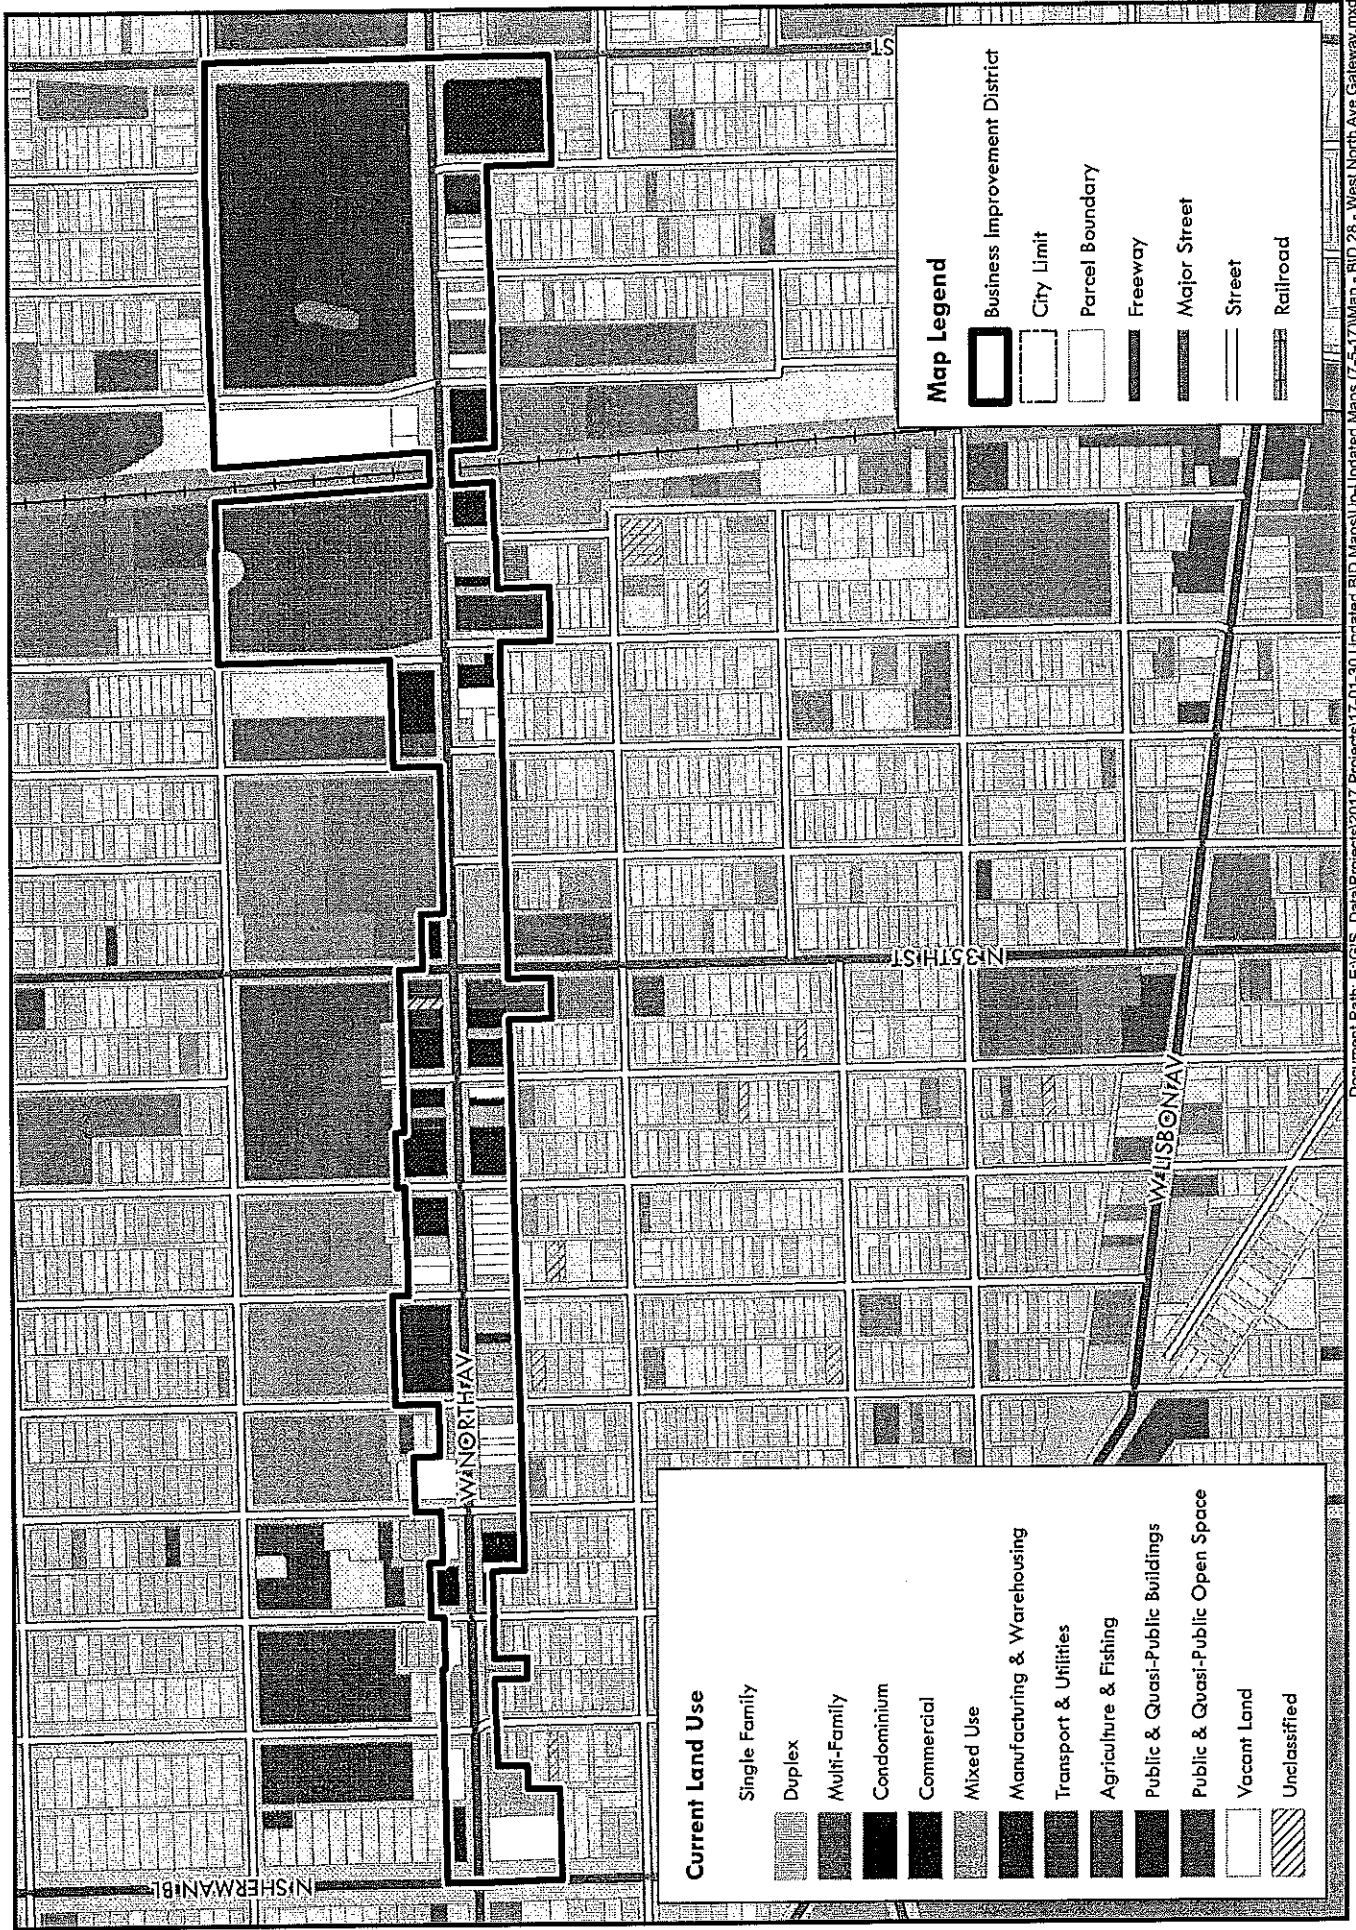 N SHERMAN BL
W NORTH AV
N 35TH ST
W LISBON AV
ST
Current Land Use
Single Family
Duplex
Multi-Family
Condominium
Commercial
Mixed Use
Manufacturing & Warehousing
Transport & Utilities
Agriculture & Fishing
Public & Quasi-Public Buildings
Public & Quasi-Public Open Space
Vacant Land
Unclassified
Map Legend
Business Improvement District
City Limit
Parcel Boundary
Freeway
Major Street
Street
Railroad